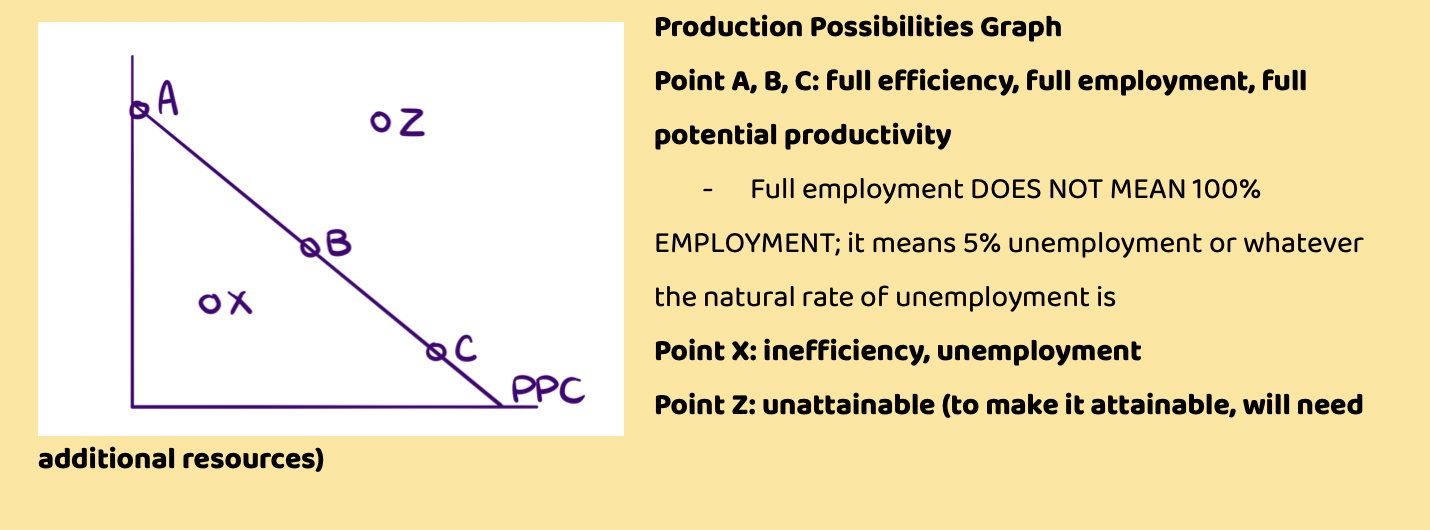 Production Possibilities Graph
Point A, B, C: full efficiency, full employment, full
potential productivity
- Full employment DOES NOT MEAN 100%
EMPLOYMENT; it means 5% unemployment or whatever
the natural rate of unemployment is
Point X: inefficiency, unemployment
Point Z: unattainable (to make it attainable, will need
additional resources)
A
Z
B
X
C
PPC